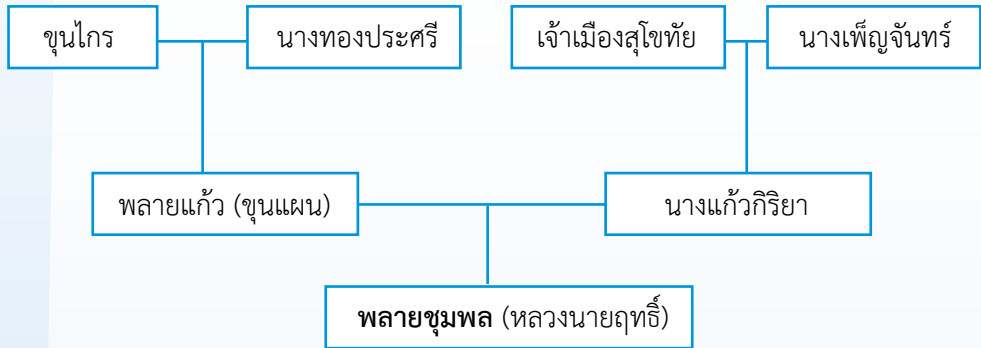 ขุนไกร
นางทองประศรี
เจ้าเมืองสุโขทัย
นางเพ็ญจันทร์
พลายแก้ว (ขุนแผน)
นางแก้วกิริยา
พลายชุมพล (หลวงนายฤทธิ์)